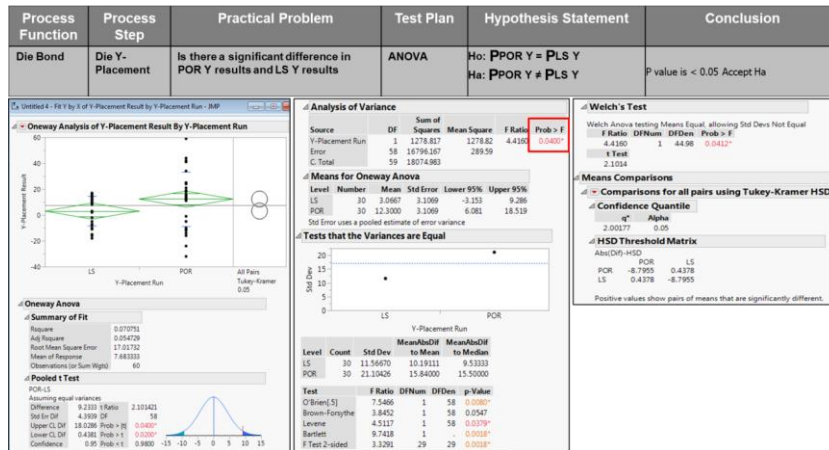 Process Function
Process Step
Practical Problem
Test Plan
Hypothesis Statement
Conclusion
Die Bond
Die Y-Placement
Is there a significant difference in POR Y results and LS Y results
ANOVA
Ho: PPOR Y = PLS Y
Ha: PPOR Y ≠ PLS Y
P value is < 0.05 Accept Ha
Untitled 4 - Fit Y by X of Y-Placement Result by Y-Placement Run - JMP
Oneway Analysis of Y-Placement Result By Y-Placement Run
Y-Placement Result
60
40
20
0
-20
-40
LS
POR
Y-Placement Run
All Pairs
Tukey-Kramer
0.05
Oneway Anova
Summary of Fit
Rsquare 0.070751
Adj Rsquare 0.054729
Root Mean Square Error 17.01732
Mean of Response 7.683333
Observations (or Sum Wgts) 60
Pooled t Test
POR-LS
Assuming equal variances
Difference 9.2333 t Ratio 2.101421
Std Err Dif 4.3939 DF 58
Upper CL Dif 18.0286 Prob > |t| 0.0400*
Lower CL Dif 0.4381 Prob > t 0.0200*
Confidence 0.95 Prob < t 0.9800
-15 -10 -5 0 5 10 15
Analysis of Variance
Source DF Sum of Squares Mean Square F Ratio Prob > F
Y-Placement Run 1 1278.817 1278.82 4.4160 0.0400*
Error 58 16796.167 289.59
C. Total 59 18074.983
Means for Oneway Anova
Level Number Mean Std Error Lower 95% Upper 95%
LS 30 3.0667 3.1069 -3.153 9.286
POR 30 12.3000 3.1069 6.081 18.519
Std Error uses a pooled estimate of error variance
Tests that the Variances are Equal
Std Dev
20
15
10
5
0
LS
POR
Y-Placement Run
Level Count Std Dev MeanAbsDif to Mean MeanAbsDif to Median
LS 30 11.56670 10.19111 9.53333
POR 30 21.10426 15.84000 15.50000
Test F Ratio DFNum DFDen p-Value
O'Brien[.5] 7.5466 1 58 0.0080*
Brown-Forsythe 3.8452 1 58 0.0547
Levene 4.5117 1 58 0.0379*
Bartlett 9.7418 1 . 0.0018*
F Test 2-sided 3.3291 29 29 0.0018*
Welch's Test
Welch Anova testing Means Equal, allowing Std Devs Not Equal
F Ratio DFNum DFDen Prob > F
4.4160 1 44.98 0.0412*
t Test
2.1014
Means Comparisons
Comparisons for all pairs using Tukey-Kramer HSD
Confidence Quantile
q* Alpha
2.00177 0.05
HSD Threshold Matrix
Abs(Dif)-HSD
POR LS
POR -8.7955 0.4378
LS 0.4378 -8.7955
Positive values show pairs of means that are significantly different.